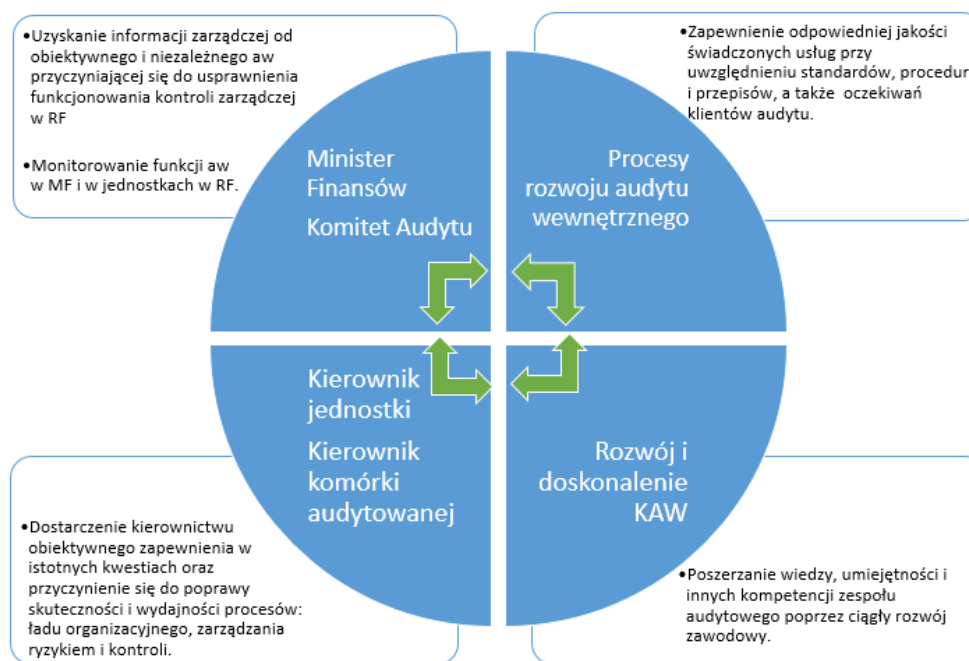 •Uzyskanie informacji zarządczej od
obiektywnego i niezależnego aw
przyczyniającej się do usprawnienia
funkcjonowania kontroli zarządczej
w RF
•Monitorowanie funkcji aw
w MF i w jednostkach w RF.
•Zapewnienie odpowiedniej jakości
świadczonych usług przy
uwzględnieniu standardów, procedur
i przepisów, a także oczekiwań
klientów audytu.
Minister
Finansów
Komitet Audytu
Procesy
rozwoju audytu
wewnętrznego
Kierownik
jednostki
Kierownik
komórki
audytowanej
Rozwój i
doskonalenie
KAW
•Dostarczenie kierownictwu
obiektywnego zapewnienia w
istotnych kwestiach oraz
przyczynienie się do poprawy
skuteczności i wydajności procesów:
ładu organizacyjnego, zarządzania
ryzykiem i kontroli.
•Poszerzanie wiedzy, umiejętności i
innych kompetencji zespołu
audytowego poprzez ciągły rozwój
zawodowy.